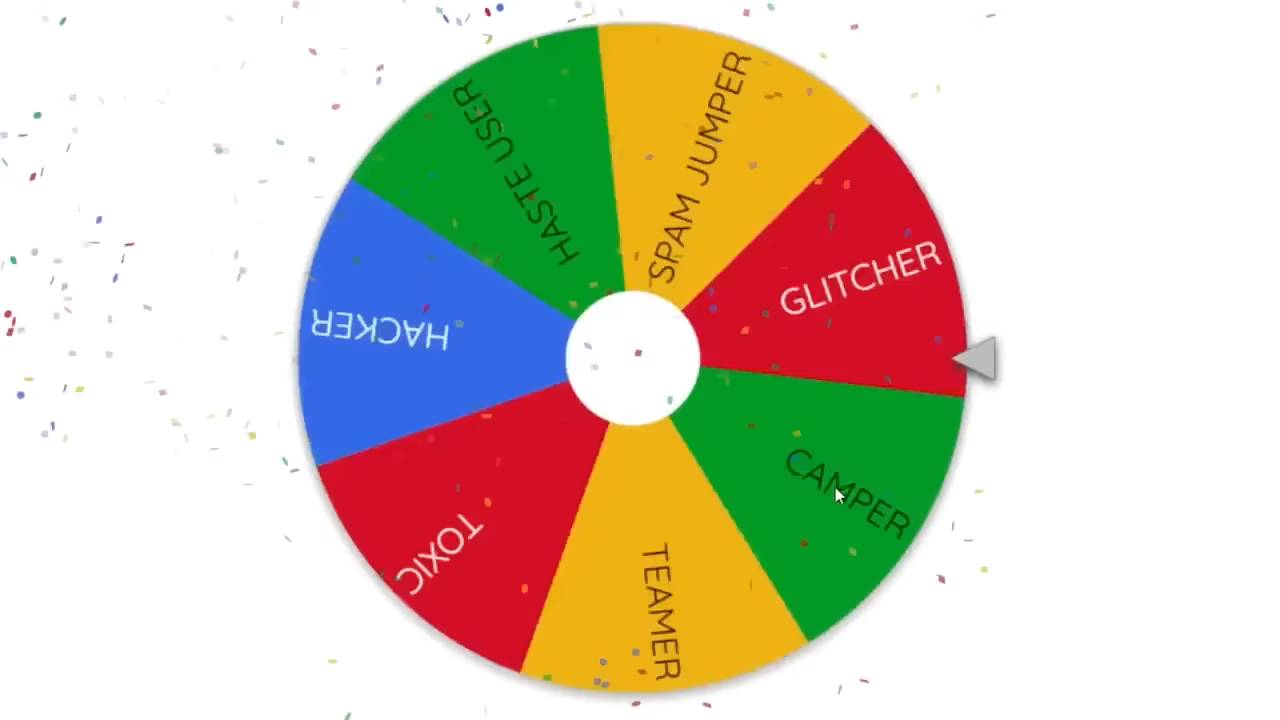 HASTE USER
SPAM JUMPER
GLITCHER
CAMPER
TEAMER
TOXIC
HACKER